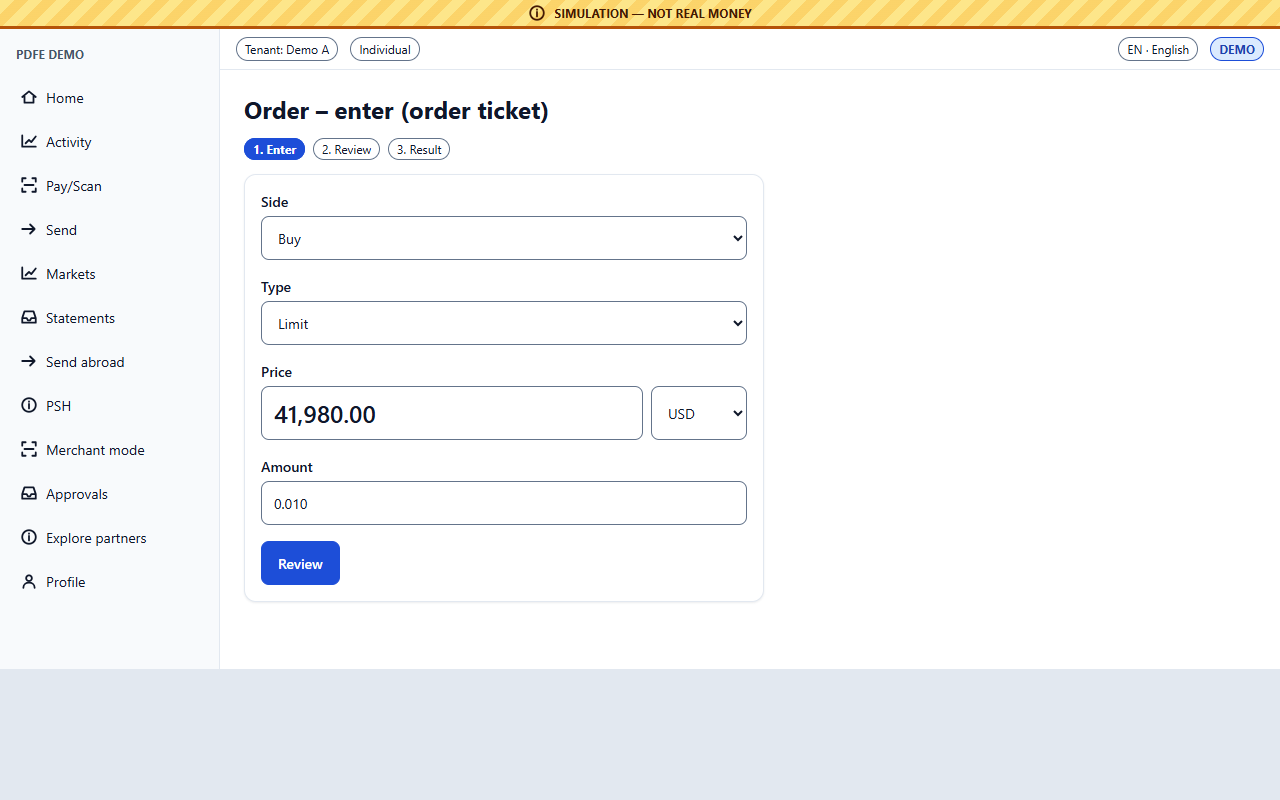 SIMULATION — NOT REAL MONEY
PDFE DEMO
Tenant: Demo A
Individual
EN · English
DEMO
Home
Activity
Pay/Scan
Send
Markets
Statements
Send abroad
PSH
Merchant mode
Approvals
Explore partners
Profile
Order – enter (order ticket)
1. Enter
2. Review
3. Result
Side
Buy
Type
Limit
Price
41,980.00
USD
Amount
0.010
Review